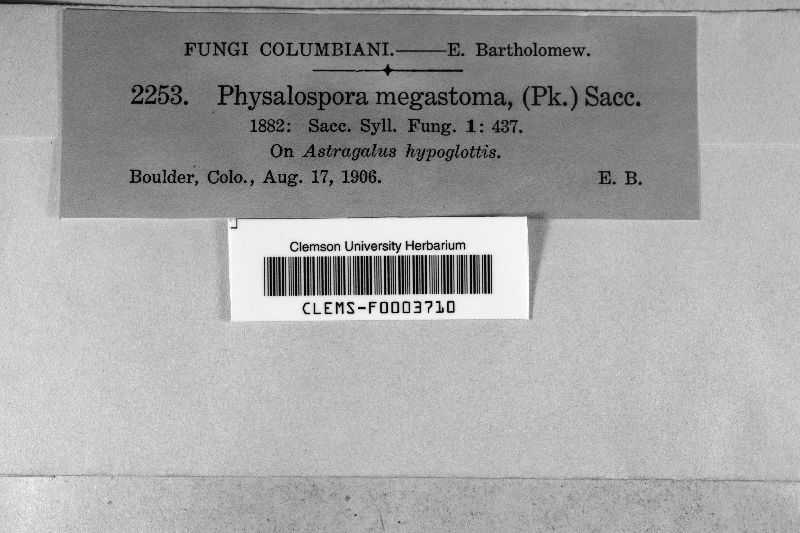 FUNGI COLUMBIANI.——E. Bartholomew.
2253. Physalospora megastoma, (Pk.) Sacc.
1882: Sacc. Syll. Fung. 1: 437.
On Astragalus hypoglottis.
Boulder, Colo., Aug. 17, 1906. E. B.
Clemson University Herbarium
CLEMS-F0003710